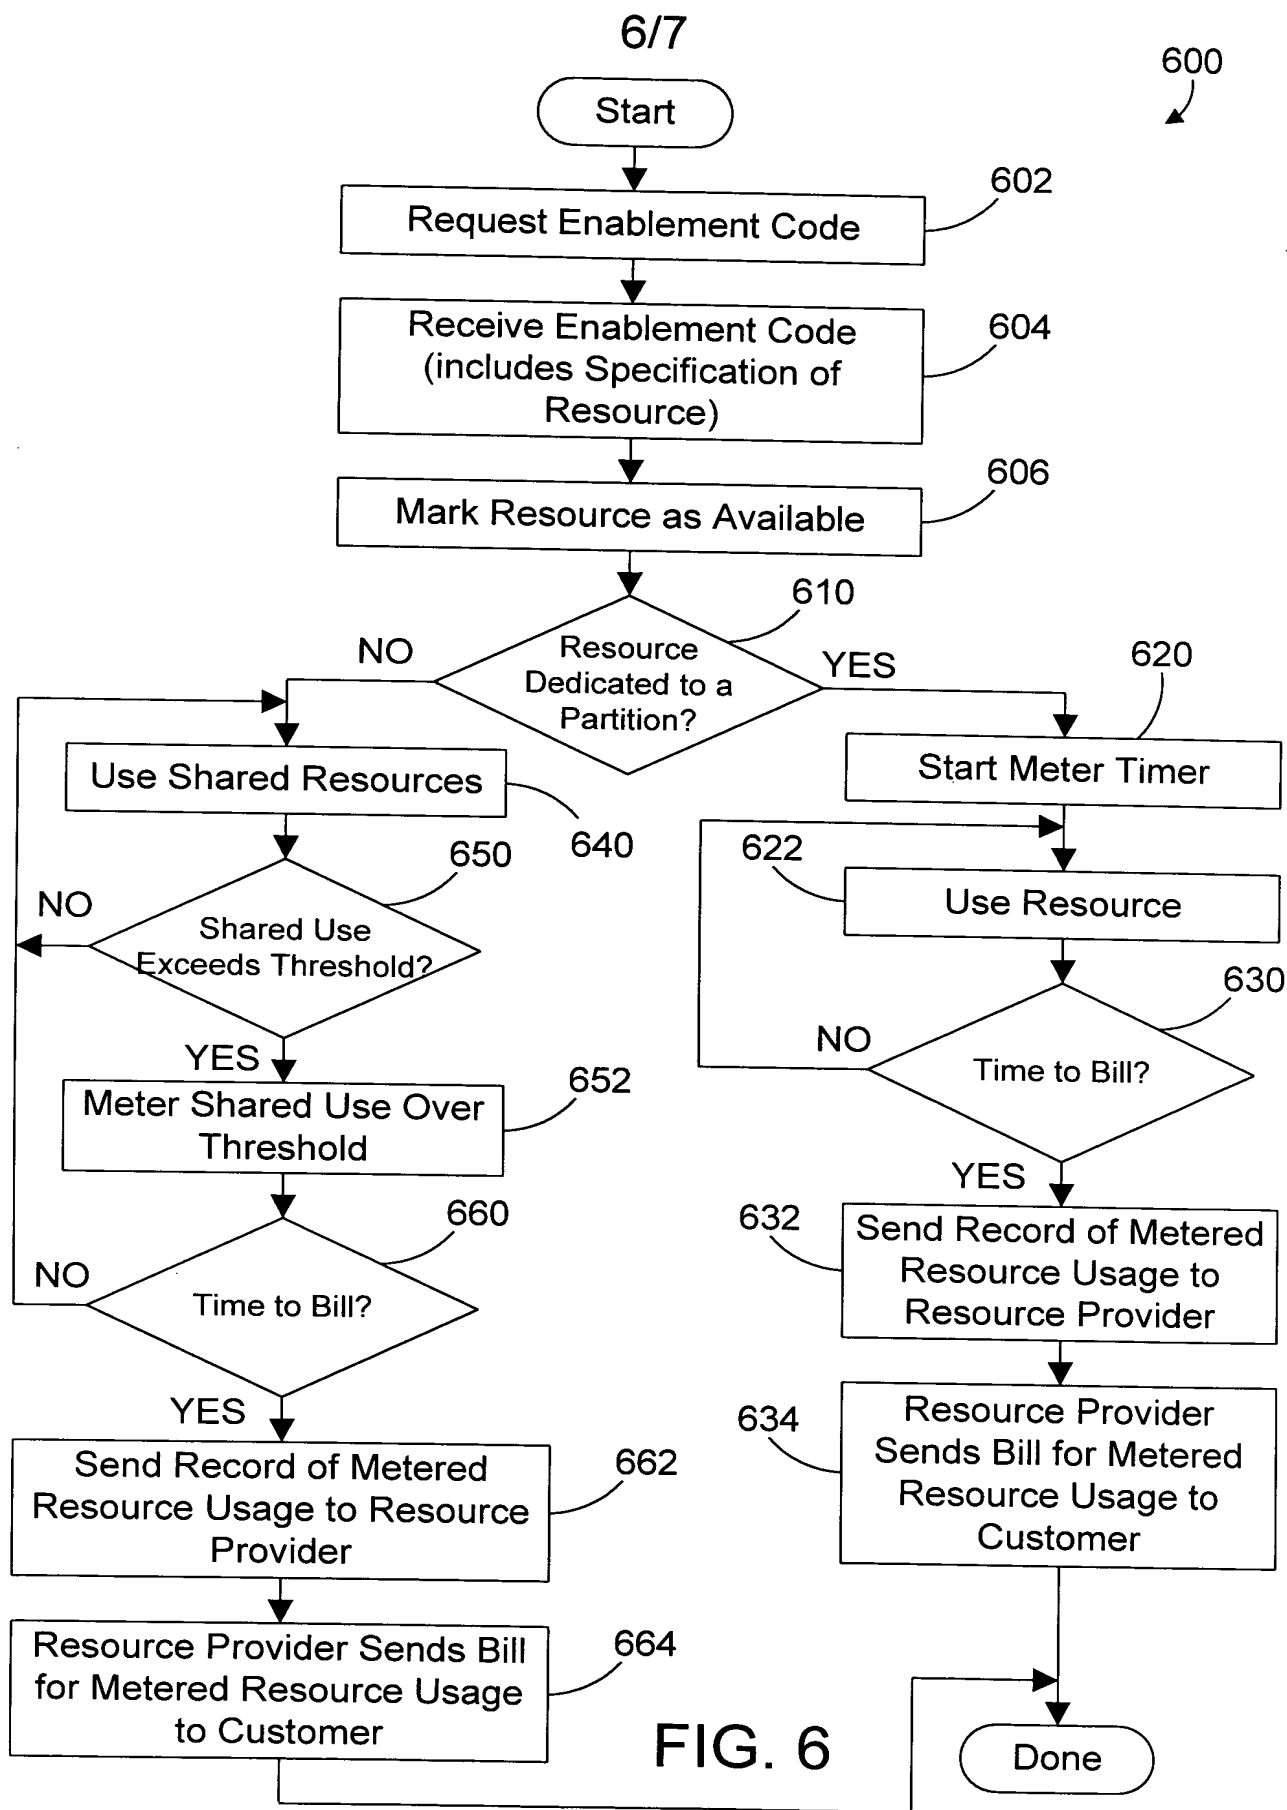 6/7
600
Start
602
Request Enablement Code
604
Receive Enablement Code
(includes Specification of
Resource)
606
Mark Resource as Available
610
Resource
Dedicated to a
Partition?
NO
YES
620
Use Shared Resources
640
Start Meter Timer
650
622
Use Resource
NO
Shared Use
Exceeds Threshold?
630
YES
NO
Time to Bill?
652
Meter Shared Use Over
Threshold
YES
660
632
Send Record of Metered
Resource Usage to
Resource Provider
NO
Time to Bill?
YES
634
Resource Provider
Sends Bill for Metered
Resource Usage to
Customer
662
Send Record of Metered
Resource Usage to Resource
Provider
664
Resource Provider Sends Bill
for Metered Resource Usage
to Customer
FIG. 6
Done